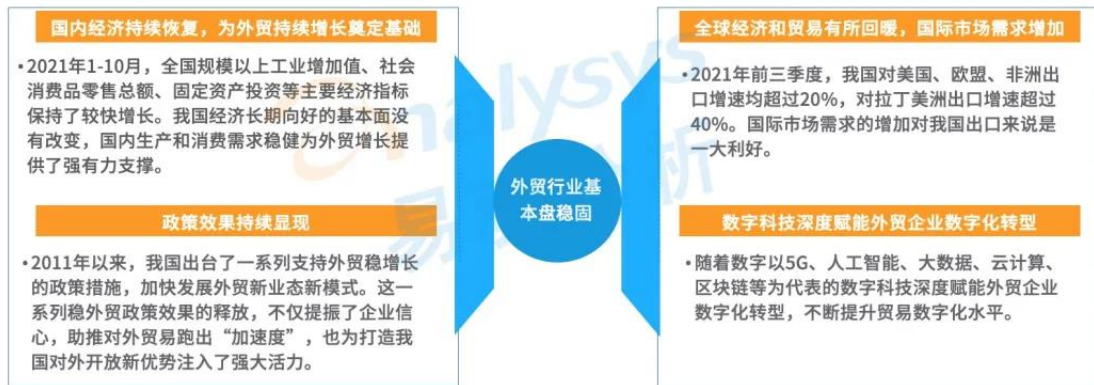 国内经济持续恢复，为外贸持续增长奠定基础
•2021年1-10月，全国规模以上工业增加值、社会
消费品零售总额、固定资产投资等主要经济指标
保持了较快增长。我国经济长期向好的基本面没
有改变，国内生产和消费需求稳健为外贸增长提
供了强有力支撑。
政策效果持续显现
•2011年以来，我国出台了一系列支持外贸稳增长
的政策措施，加快发展外贸新业态新模式。这一
系列稳外贸政策效果的释放，不仅提振了企业信
心，助推对外贸易跑出“加速度”，也为打造我
国对外开放新优势注入了强大活力。
外贸行业基
本盘稳固
全球经济和贸易有所回暖，国际市场需求增加
•2021年前三季度，我国对美国、欧盟、非洲出
口增速均超过20%，对拉丁美洲出口增速超过
40%。国际市场需求的增加对我国出口来说是
一大利好。
数字科技深度赋能外贸企业数字化转型
•随着数字以5G、人工智能、大数据、云计算、
区块链等为代表的数字科技深度赋能外贸企业
数字化转型，不断提升贸易数字化水平。